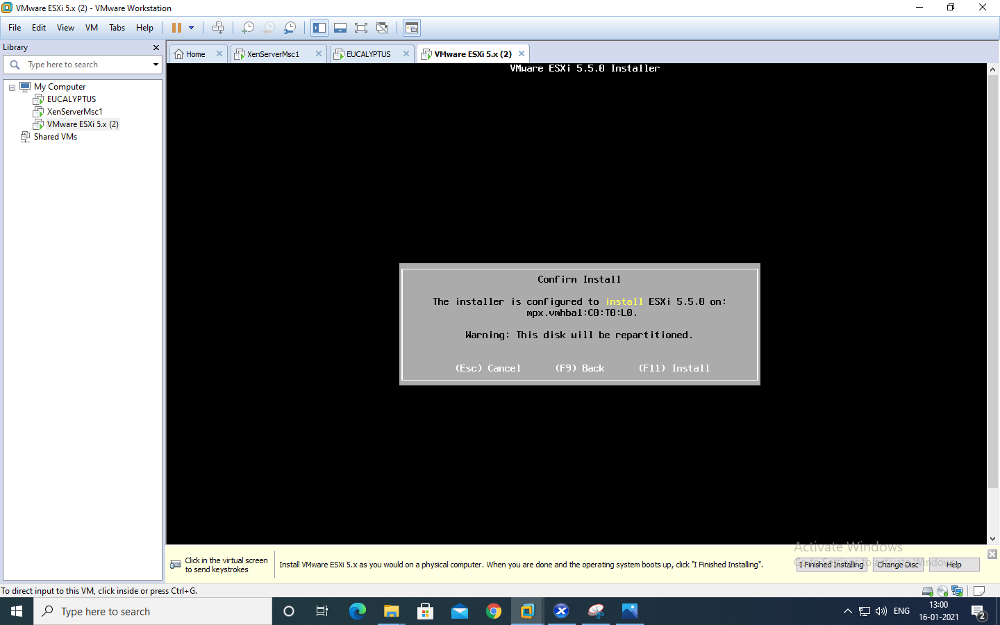 VMware ESXi 5.x (2) - VMware Workstation
File Edit View VM Tabs Help
Library
Type here to search
My Computer
EUCALYPTUS
XenServerMsc1
VMware ESXi 5.x (2)
Shared VMs
Home XenServerMsc1 EUCALYPTUS VMware ESXi 5.x (2)
VMware ESXi 5.5.0 Installer
Confirm Install
The installer is configured to install ESXi 5.5.0 on:
mpx.vmhba1:C0:T0:L0.
Warning: This disk will be repartitioned.
(Esc) Cancel (F9) Back (F11) Install
Activate Windows
Go to Settings to activate Windows.
Click in the virtual screen
to send keystrokes
Install VMware ESXi 5.x as you would on a physical computer. When you are done and the operating system boots up, click "I Finished Installing".
I Finished Installing Change Disc Help
To direct input to this VM, click inside or press Ctrl+G.
Type here to search
ENG
13:00
16-01-2021
2